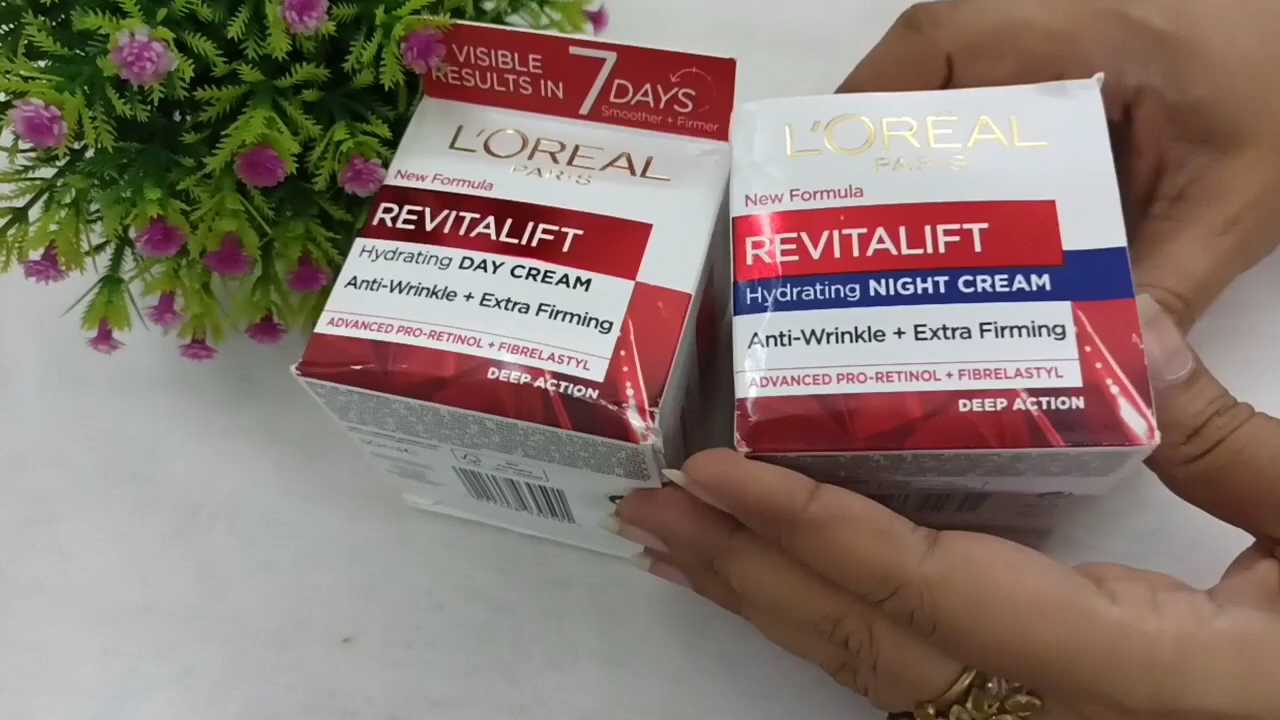 VISIBLE
RESULTS IN 7 DAYS
Smoother + Firmer
L'ORÉAL
PARIS
New Formula
REVITALIFT
Hydrating DAY CREAM
Anti-Wrinkle + Extra Firming
ADVANCED PRO-RETINOL + FIBRELASTYL
DEEP ACTION
L'ORÉAL
PARIS
New Formula
REVITALIFT
Hydrating NIGHT CREAM
Anti-Wrinkle + Extra Firming
ADVANCED PRO-RETINOL + FIBRELASTYL
DEEP ACTION